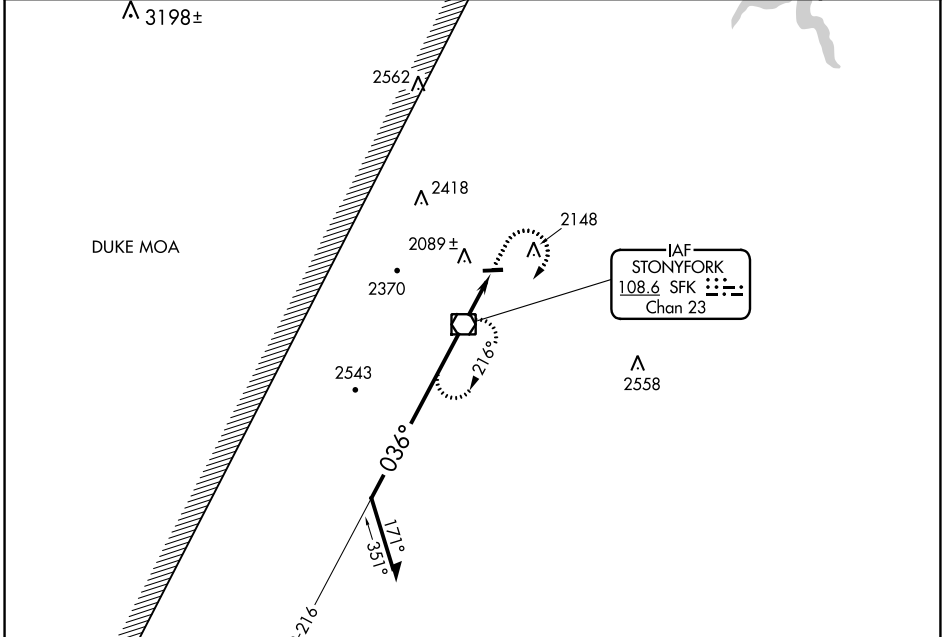 3198±
2562
2418
2148
2089±
DUKE MOA
IAF
STONYFORK
108.6 SFK
Chan 23
2370
216°
2558
2543
036°
171°
351°
-216